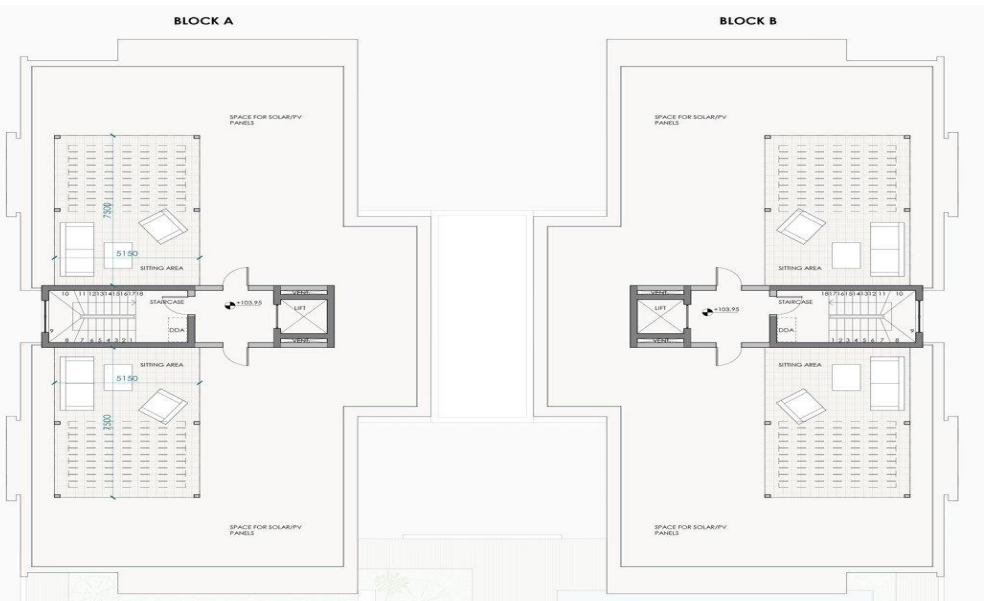 BLOCK A
BLOCK B
SPACE FOR SOLAR/PV
PANELS
SPACE FOR SOLAR/PV
PANELS
7500
5150
SITTING AREA
SITTING AREA
10 11 12 13 14 15 16 17 18
STAIRCASE
+103.95
VENT.
LIFT
VENT.
DDA
9
8 7 6 5 4 3 2 1
VENT.
LIFT
VENT.
+103.95
STAIRCASE
18 17 16 15 14 13 12 11 10
DDA
9
1 2 3 4 5 6 7 8
SITTING AREA
5150
7500
SITTING AREA
SPACE FOR SOLAR/PV
PANELS
SPACE FOR SOLAR/PV
PANELS